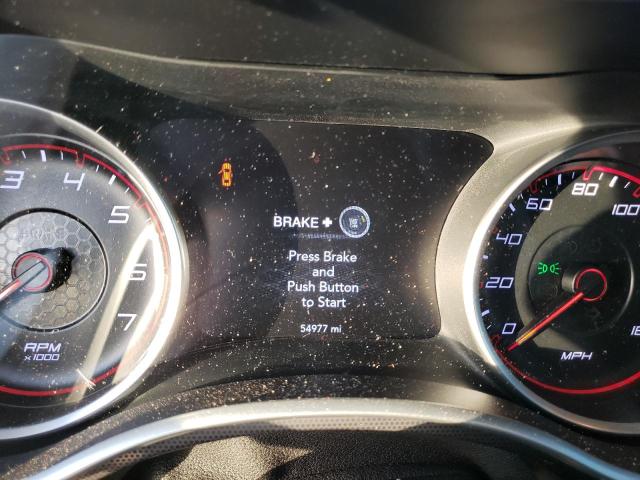 3 4 5 6 7
RPM
x1000
BRAKE +
Press Brake
and
Push Button
to Start
54977 mi
0 20 40 60 80 100
MPH